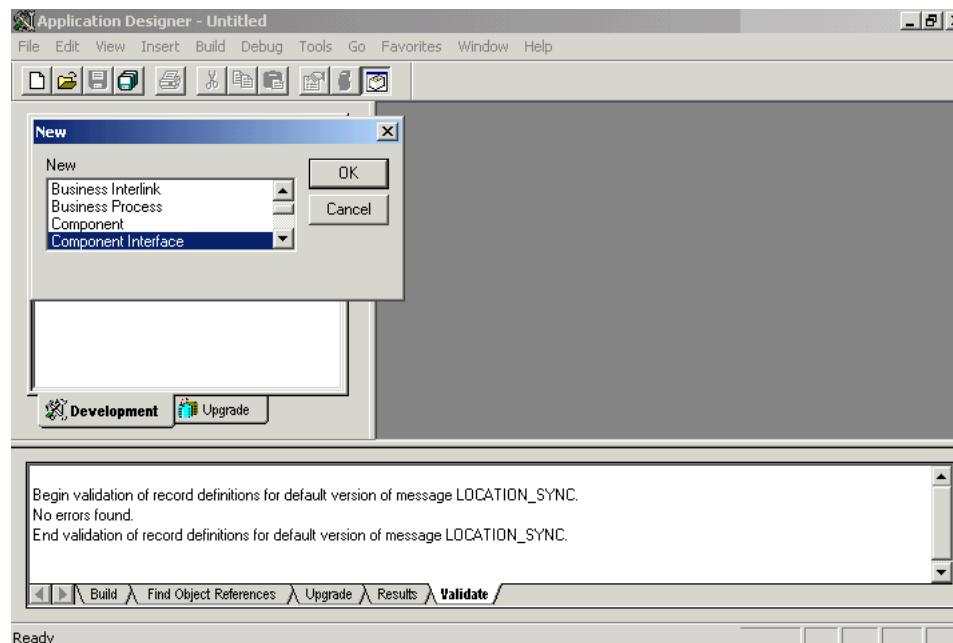 Application Designer - Untitled
File Edit View Insert Build Debug Tools Go Favorites Window Help
New
New
OK
Business Interlink
Business Process
Cancel
Component
Component Interface
Development
Upgrade
Begin validation of record definitions for default version of message LOCATION_SYNC.
No errors found.
End validation of record definitions for default version of message LOCATION_SYNC.
Build Find Object References Upgrade Results Validate
Ready